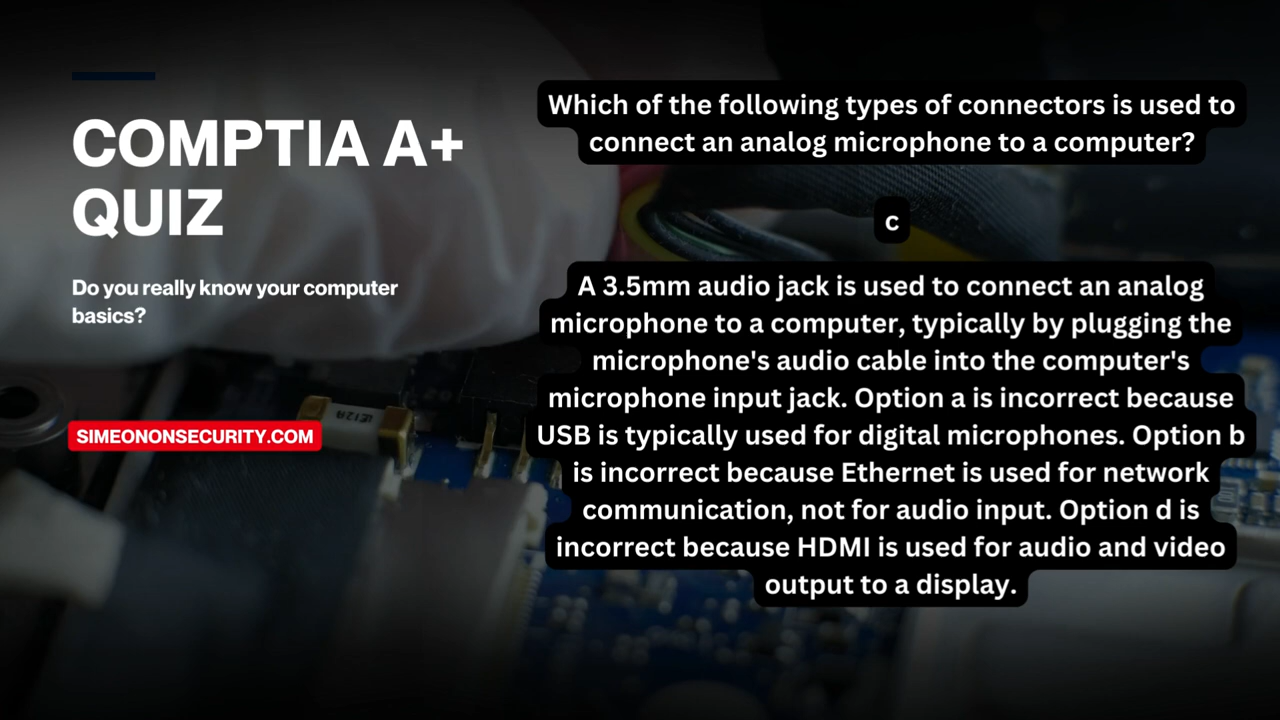 COMPTIA A+
QUIZ
Do you really know your computer
basics?
SIMEONONSECURITY.COM
Which of the following types of connectors is used to
connect an analog microphone to a computer?
c
A 3.5mm audio jack is used to connect an analog
microphone to a computer, typically by plugging the
microphone's audio cable into the computer's
microphone input jack. Option a is incorrect because
USB is typically used for digital microphones. Option b
is incorrect because Ethernet is used for network
communication, not for audio input. Option d is
incorrect because HDMI is used for audio and video
output to a display.